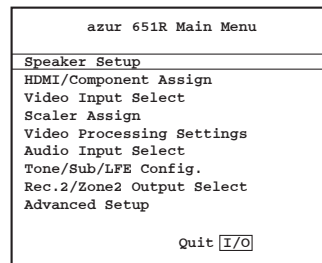 azur 651R Main Menu
Speaker Setup
HDMI/Component Assign
Video Input Select
Scaler Assign
Video Processing Settings
Audio Input Select
Tone/Sub/LFE Config.
Rec.2/Zone2 Output Select
Advanced Setup
Quit I/O